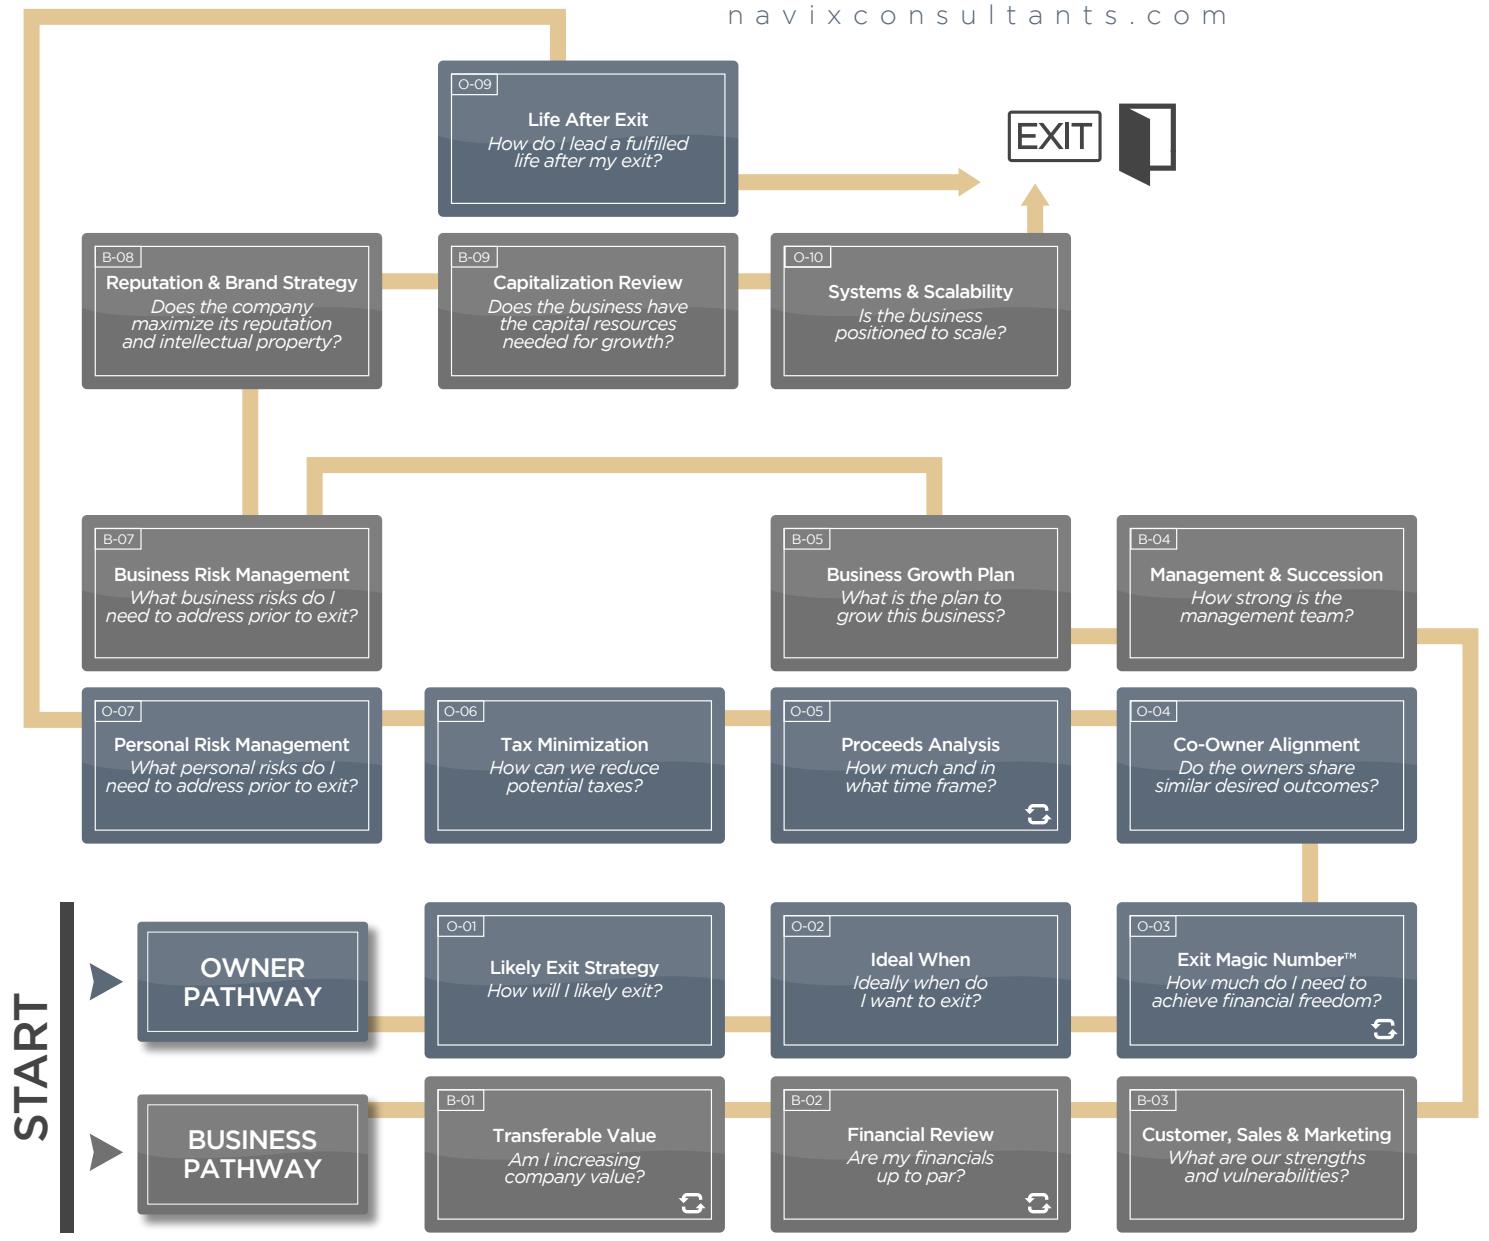 navixconsultants.com
O-09
Life After Exit
How do I lead a fulfilled
life after my exit?
EXIT
B-08
Reputation & Brand Strategy
Does the company
maximize its reputation
and intellectual property?
B-09
Capitalization Review
Does the business have
the capital resources
needed for growth?
O-10
Systems & Scalability
Is the business
positioned to scale?
B-07
Business Risk Management
What business risks do I
need to address prior to exit?
B-05
Business Growth Plan
What is the plan to
grow this business?
B-04
Management & Succession
How strong is the
management team?
O-07
Personal Risk Management
What personal risks do I
need to address prior to exit?
O-06
Tax Minimization
How can we reduce
potential taxes?
O-05
Proceeds Analysis
How much and in
what time frame?
O-04
Co-Owner Alignment
Do the owners share
similar desired outcomes?
START
OWNER
PATHWAY
O-01
Likely Exit Strategy
How will I likely exit?
O-02
Ideal When
Ideally when do
I want to exit?
O-03
Exit Magic Number™
How much do I need to
achieve financial freedom?
BUSINESS
PATHWAY
B-01
Transferable Value
Am I increasing
company value?
B-02
Financial Review
Are my financials
up to par?
B-03
Customer, Sales & Marketing
What are our strengths
and vulnerabilities?